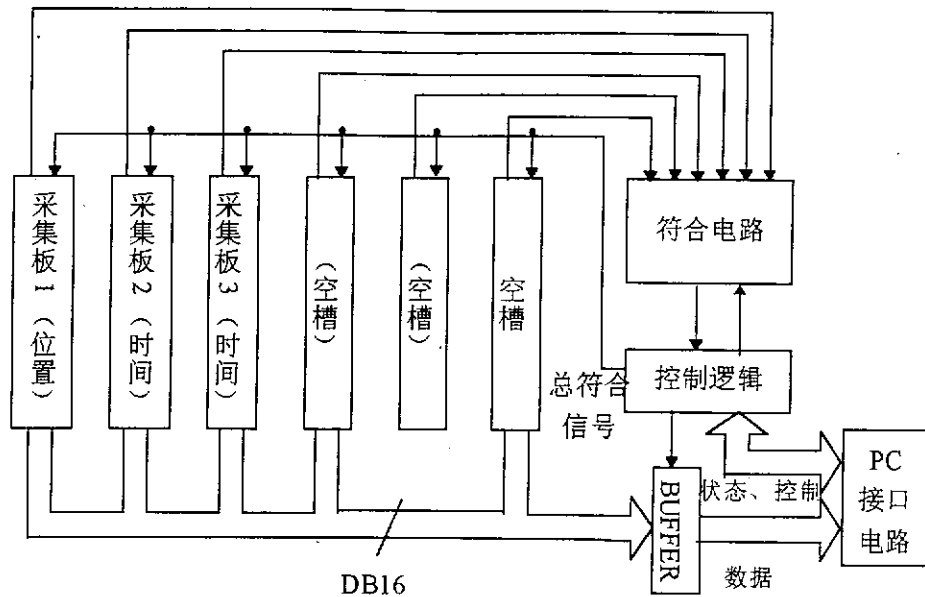 采集板1（位置）
采集板2（时间）
采集板3（时间）
（空槽）
（空槽）
空槽
符合电路
控制逻辑
总符合
信号
BUFFER
状态、控制
PC
接口
电路
数据
DB16